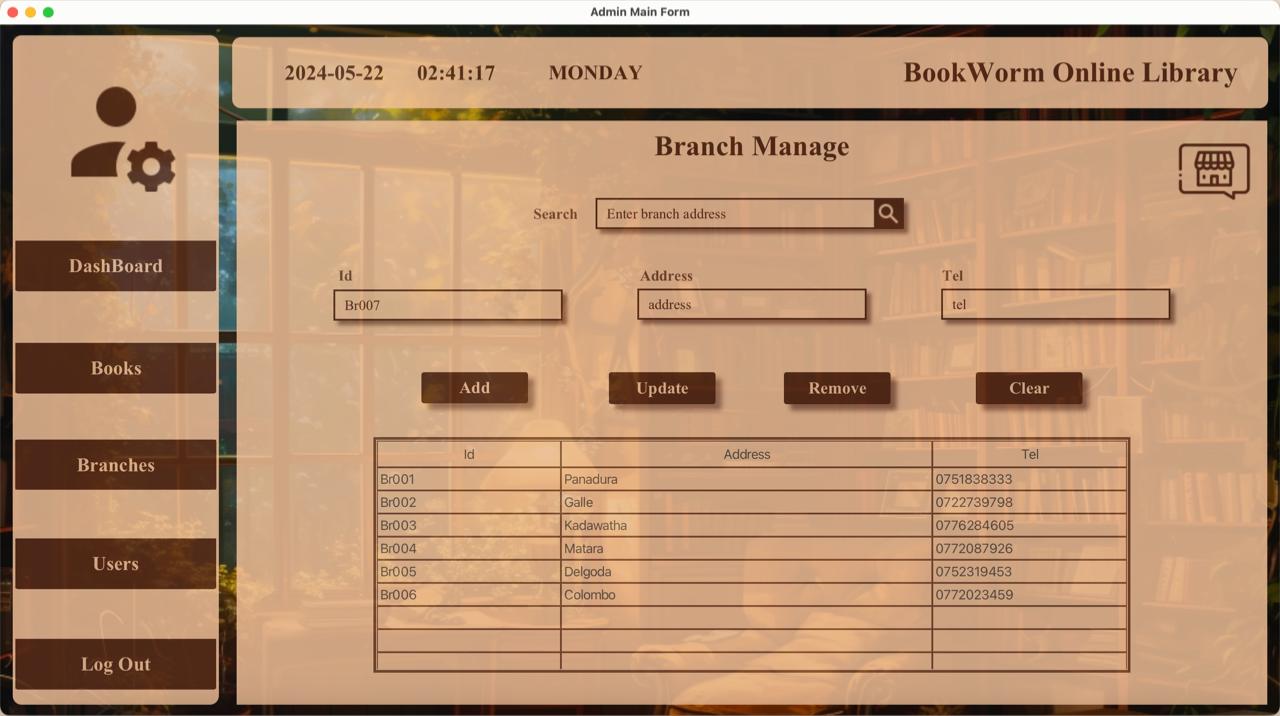 Admin Main Form
2024-05-22 02:41:17 MONDAY BookWorm Online Library
Branch Manage
Search Enter branch address
Id Address Tel
Br007 address tel
Add Update Remove Clear
Id Address Tel
Br001 Panadura 0751838333
Br002 Galle 0722739798
Br003 Kadawatha 0776284605
Br004 Matara 0772087926
Br005 Delgoda 0752319453
Br006 Colombo 0772023459
DashBoard
Books
Branches
Users
Log Out